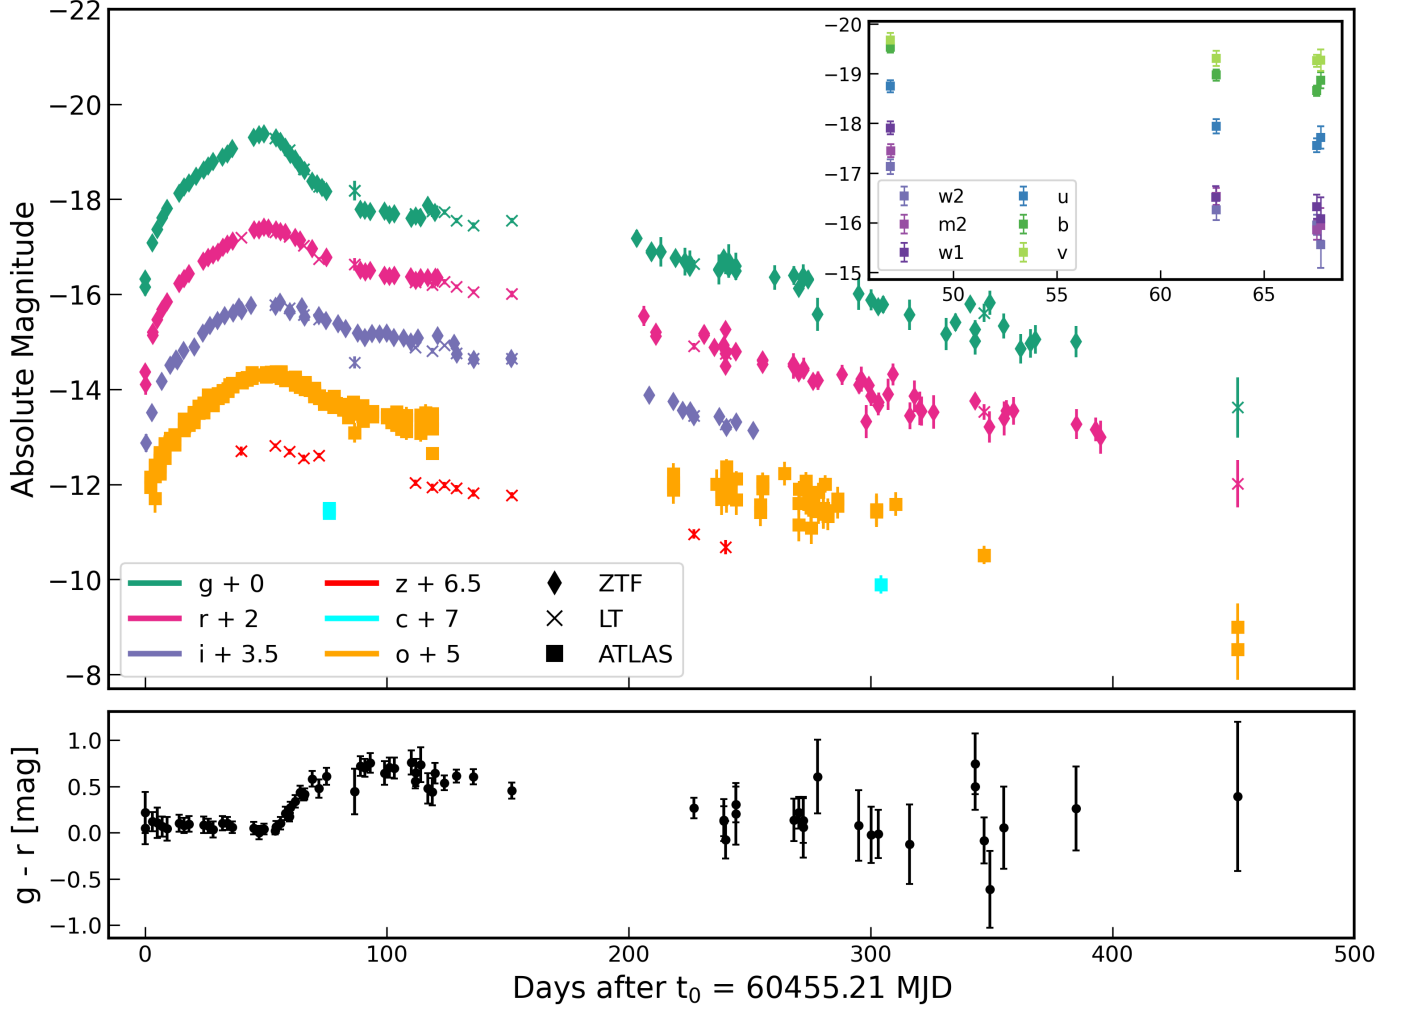 −22
−20
−18
−16
−14
−12
−10
−8
Absolute Magnitude
−20
−19
−18
−17
−16
−15
w2 u
m2 b
w1 v
50 55 60 65
g + 0 z + 6.5 ZTF
r + 2 c + 7 LT
i + 3.5 o + 5 ATLAS
1.0
0.5
0.0
−0.5
−1.0
g - r [mag]
0 100 200 300 400 500
Days after t₀ = 60455.21 MJD